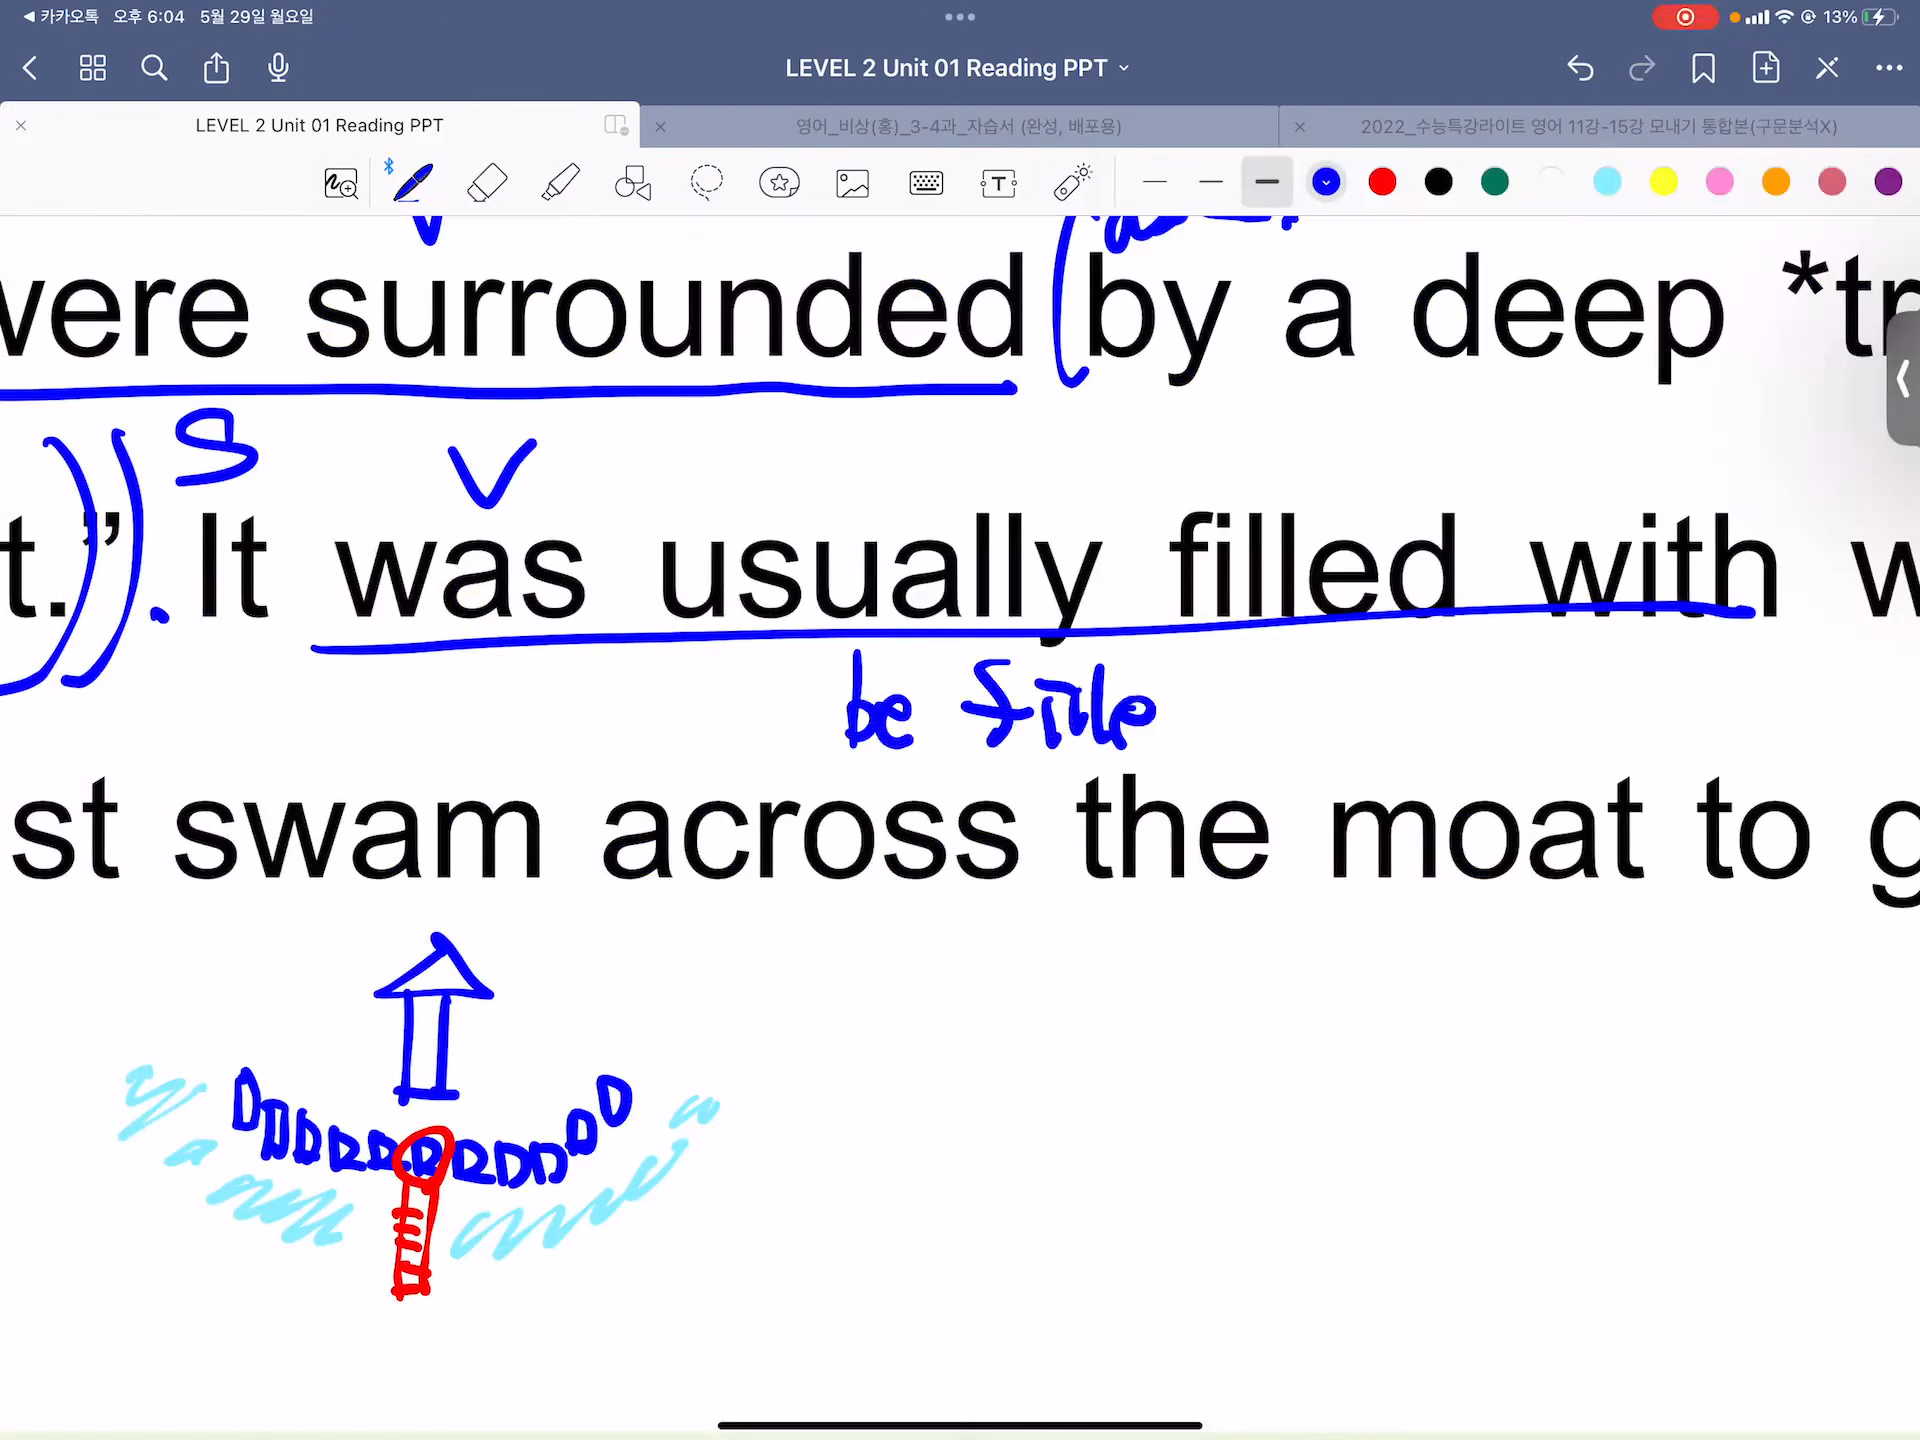 카카오톡 오후 6:04 5월 29일 월요일 13%
LEVEL 2 Unit 01 Reading PPT
LEVEL 2 Unit 01 Reading PPT 영어_비상(홍)_3-4과_자습서 (완성, 배포용) 2022_수능특강라이트 영어 11강-15강 모내기 통합본(구문분석X)
T
v
were surrounded (by a deep *tr
S V
t.”)). It was usually filled with w
be fille
st swam across the moat to g